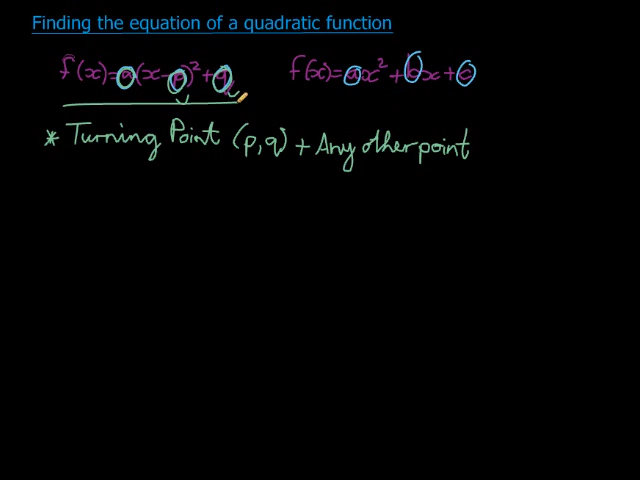 Finding the equation of a quadratic function
f(x)=a(x-p)²+q f(x)=ax²+bx+c
* Turning Point (p,q) + Any other point